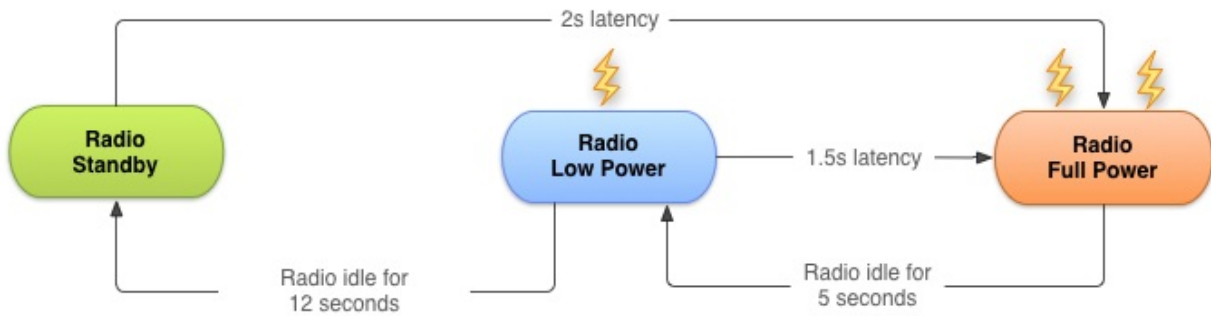 2s latency
Radio
Standby
Radio
Low Power
1.5s latency
Radio
Full Power
Radio idle for
12 seconds
Radio idle for
5 seconds